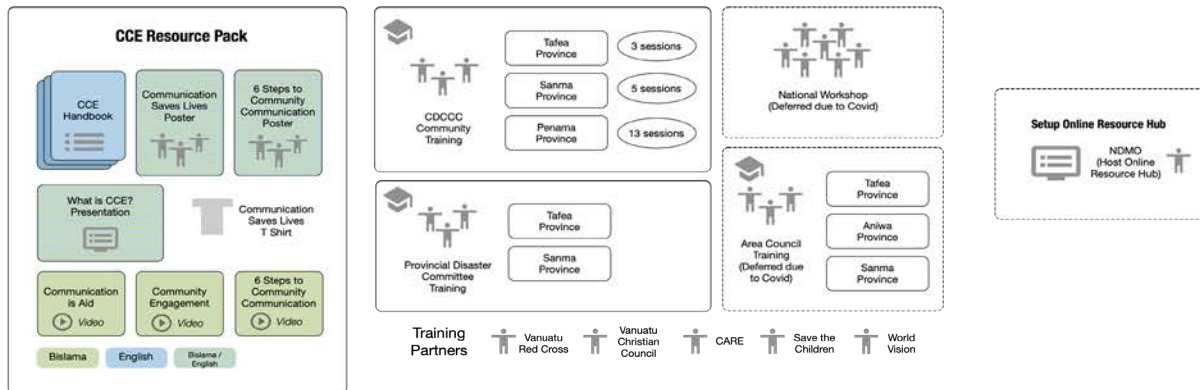 CCE Resource Pack
CCE
Handbook
Communication
Saves Lives
Poster
6 Steps to
Community
Communication
Poster
What is CCE?
Presentation
Communication
Saves Lives
T Shirt
Communication
is Aid
Video
Community
Engagement
Video
6 Steps to
Community
Communication
Video
Bislama
English
Bislama /
English
CDCCC
Community
Training
Tafea
Province
3 sessions
Sanma
Province
5 sessions
Penama
Province
13 sessions
Provincial Disaster
Committee
Training
Tafea
Province
Sanma
Province
National Workshop
(Deferred due to Covid)
Area Council
Training
(Deferred due
to Covid)
Tafea
Province
Aniwa
Province
Sanma
Province
Setup Online Resource Hub
NDMO
(Host Online
Resource Hub)
Training
Partners
Vanuatu
Red Cross
Vanuatu
Christian
Council
CARE
Save the
Children
World
Vision